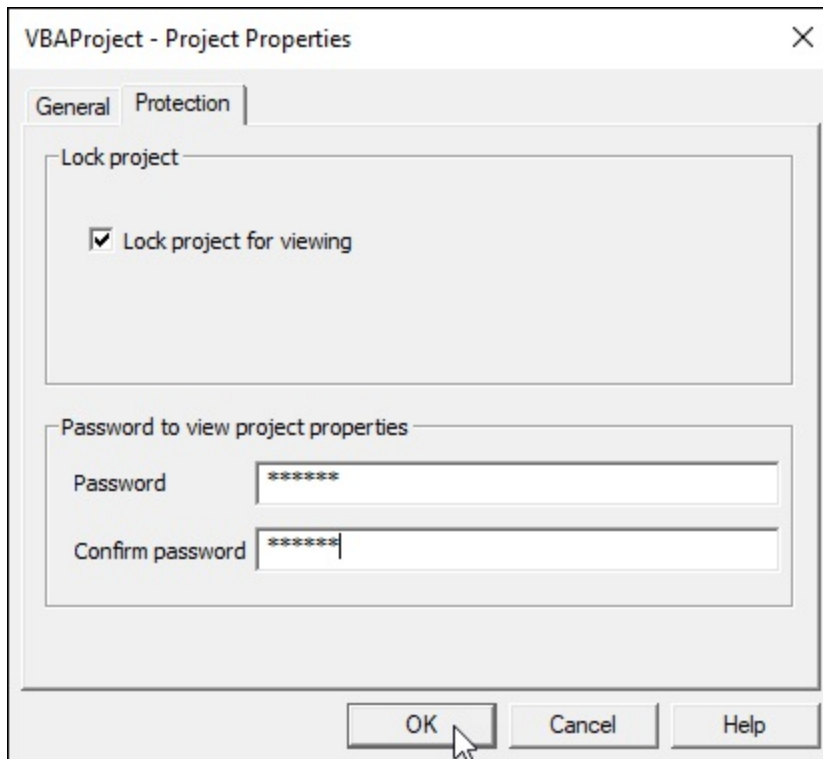 VBAProject - Project Properties
General Protection
Lock project
Lock project for viewing
Password to view project properties
Password ******
Confirm password ******
OK Cancel Help